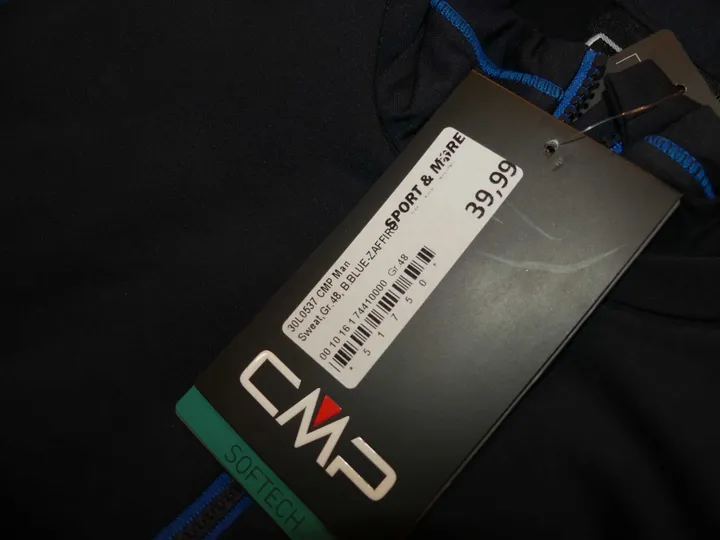 SPORT & MORE
39,99
30L0537 CMP Man
Sweat,Gr.48, B.BLUE-ZAFFIRO
00 10 16 1 74410000 Gr.48
* 51750 *
CMP
SOFTECH